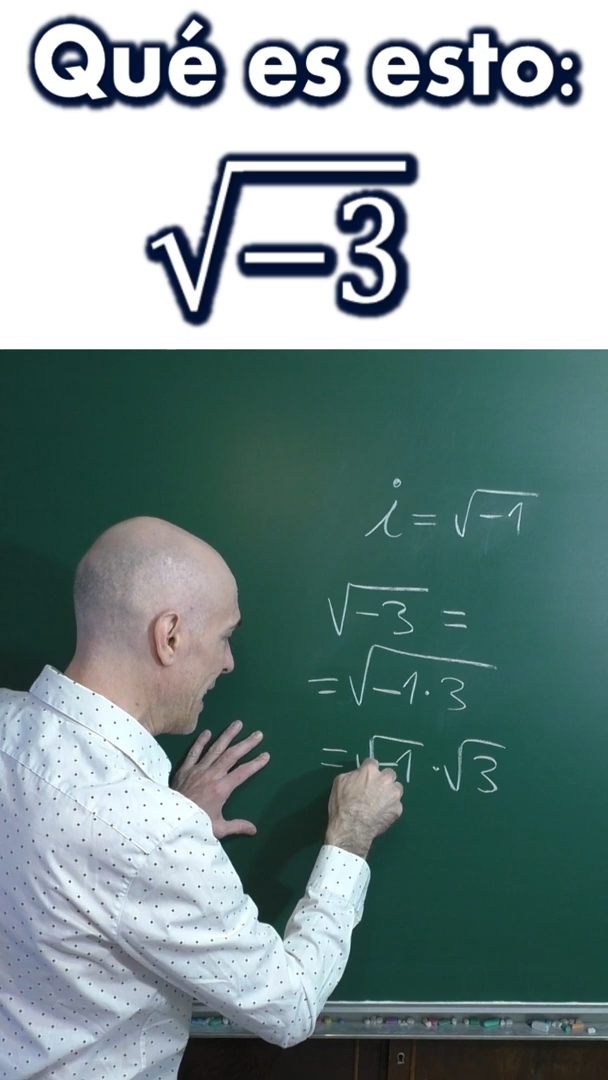 Qué es esto:
√-3
i = √-1
√-3 =
= √-1·3
= √-1 · √3